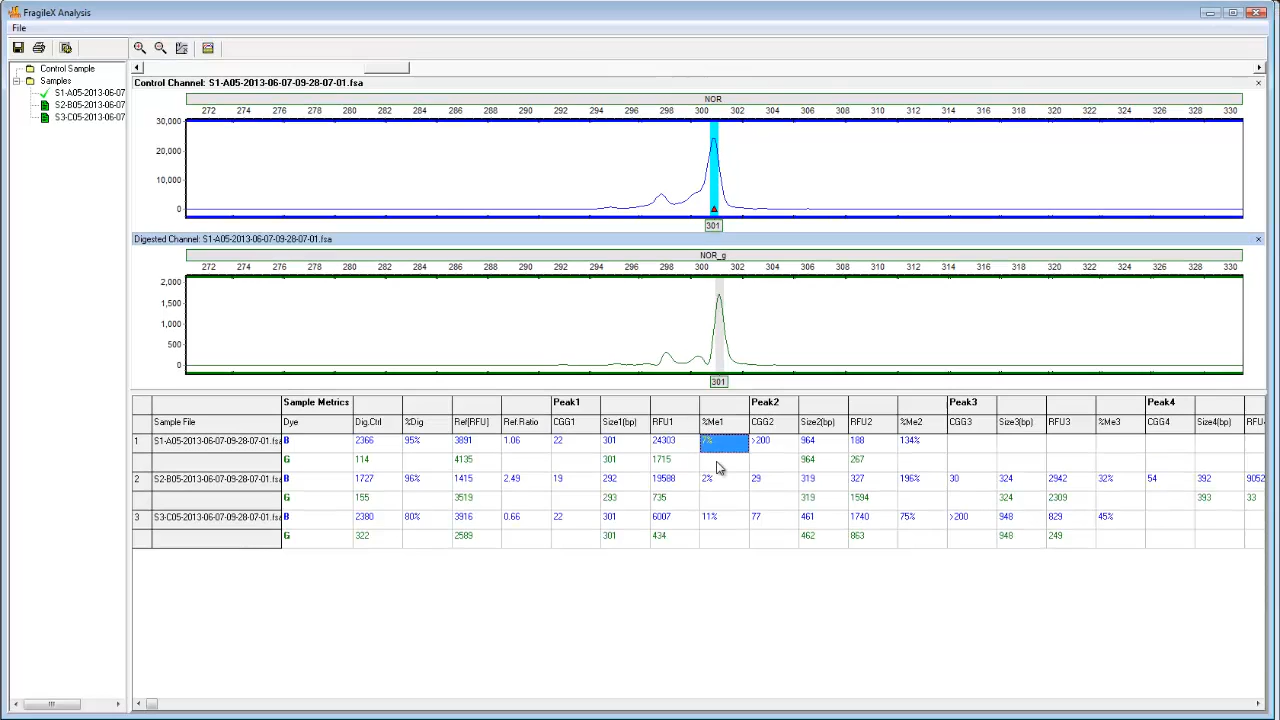 FragileX Analysis
File
Control Sample
Samples
S1-A05-2013-06-07
S2-B05-2013-06-07
S3-C05-2013-06-07
Control Channel: S1-A05-2013-06-07-09-28-07-01.fsa
NOR
272 276 280 284 286 288 290 292 294 296 298 300 302 304 306 308 310 312 314 316 318 320 322 324 326 328 330
30,000
20,000
10,000
0
301
Digested Channel: S1-A05-2013-06-07-09-28-07-01.fsa
NOR_g
272 276 280 284 286 288 290 292 294 296 298 300 302 304 306 308 310 312 314 316 318 320 322 324 326 328 330
2,000
1,500
1,000
500
0
301
Sample Metrics Peak1 Peak2 Peak3 Peak4
Sample File Dye Dig.Ctrl %Dig Ref[RFU] Ref.Ratio CGG1 Size1(bp) RFU1 %Me1 CGG2 Size2(bp) RFU2 %Me2 CGG3 Size3(bp) RFU3 %Me3 CGG4 Size4(bp) RFU4
1 S1-A05-2013-06-07-09-28-07-01.fsa B 2366 95% 3891 1.06 22 301 24303 7% >200 964 188 134%
G 114 4135 301 1715 964 267
2 S2-B05-2013-06-07-09-28-07-01.fsa B 1727 96% 1415 2.49 19 292 19588 2% 29 319 327 196% 30 324 2942 32% 54 392 9052
G 155 3519 293 735 319 1594 324 2309 393 33
3 S3-C05-2013-06-07-09-28-07-01.fsa B 2380 80% 3916 0.66 22 301 6007 11% 77 461 1740 75% >200 948 829 45%
G 322 2589 301 434 462 863 948 249